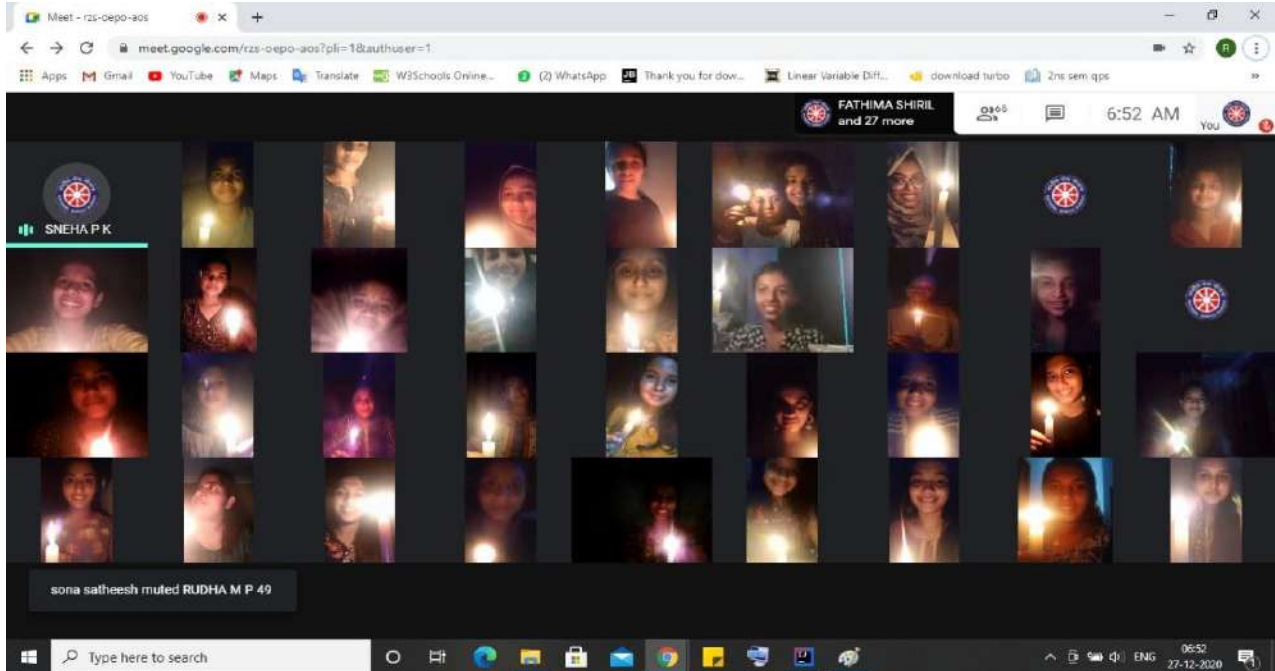 Meet - rzs-oepo-aos
meet.google.com/rzs-oepo-aos?pli=1&authuser=1
Apps
Gmail
YouTube
Maps
Translate
W3Schools Online...
(2) WhatsApp
Thank you for dow...
Linear Variable Diff...
download turbo
2ns sem qps
R
FATHIMA SHIRIL
and 27 more
6:52 AM
You
SNEHA P K
sona satheesh muted RUDHA M P 49
Type here to search
ENG
06:52
27-12-2020